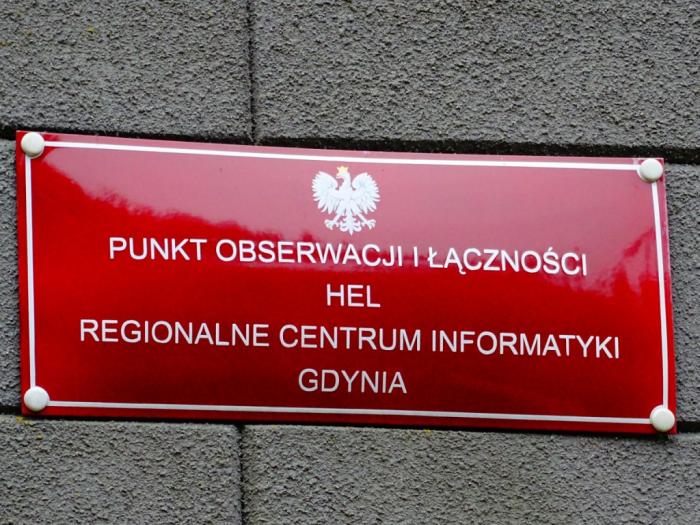 PUNKT OBSERWACJI I ŁĄCZNOŚCI
HEL
REGIONALNE CENTRUM INFORMATYKI
GDYNIA